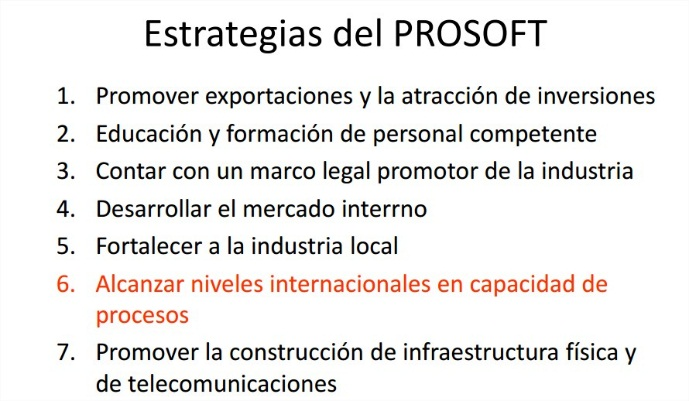 Estrategias del PROSOFT
1. Promover exportaciones y la atracción de inversiones
2. Educación y formación de personal competente
3. Contar con un marco legal promotor de la industria
4. Desarrollar el mercado interrno
5. Fortalecer a la industria local
6. Alcanzar niveles internacionales en capacidad de
procesos
7. Promover la construcción de infraestructura física y
de telecomunicaciones